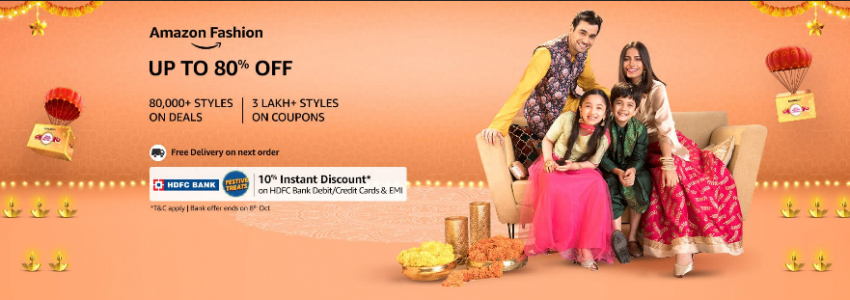 Amazon Fashion
UP TO 80% OFF
80,000+ STYLES
ON DEALS
3 LAKH+ STYLES
ON COUPONS
Free Delivery on next order
HDFC BANK
FESTIVE
TREATS
10% Instant Discount*
on HDFC Bank Debit/Credit Cards & EMI
*T&C apply | Bank offer ends on 8th Oct